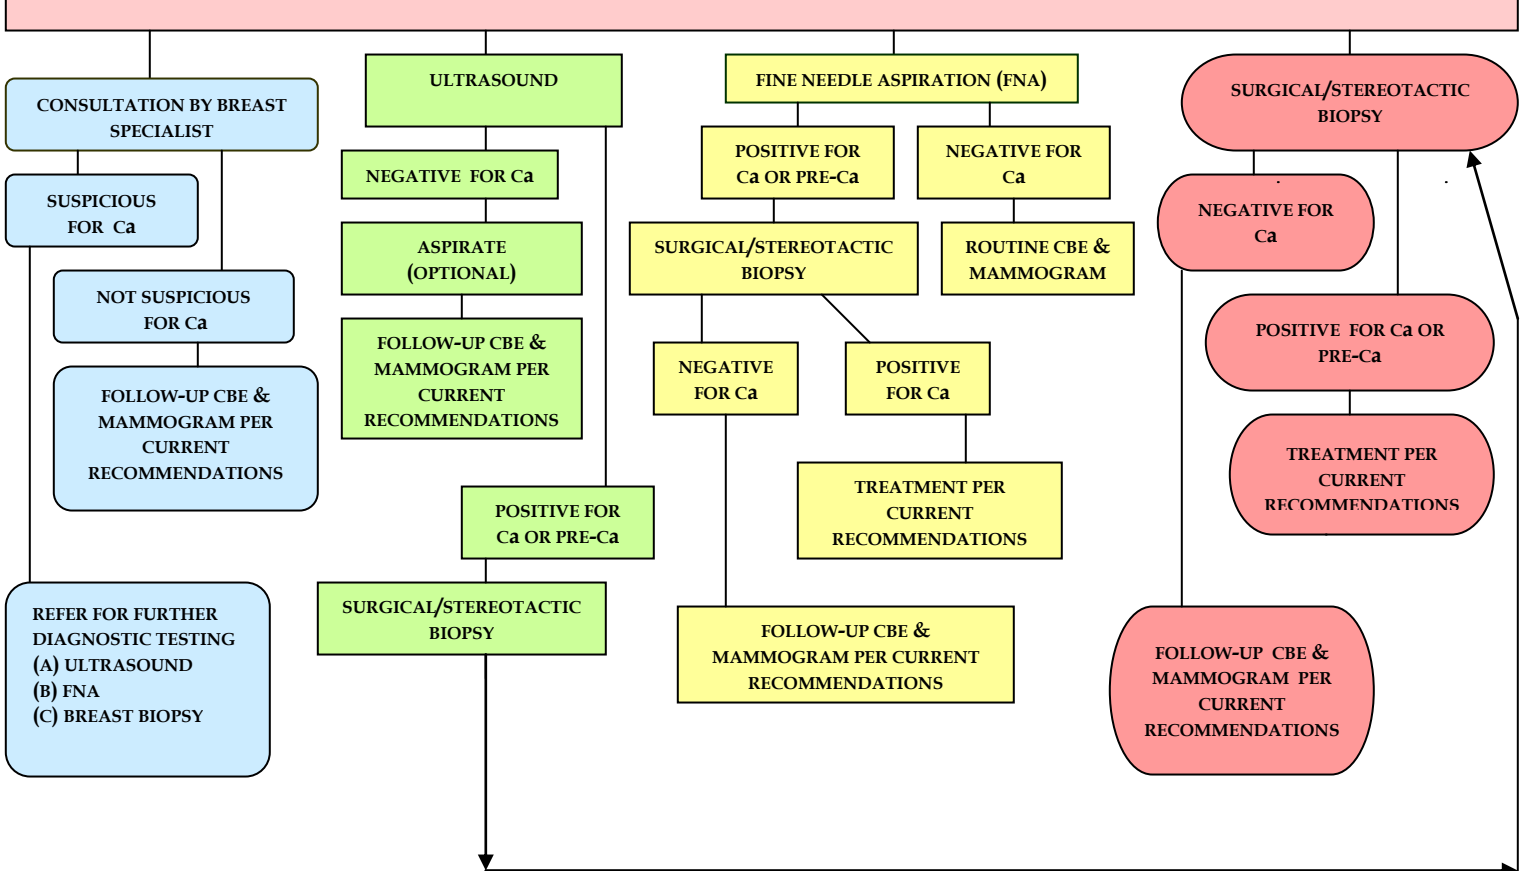 CONSULTATION BY BREAST
SPECIALIST
SUSPICIOUS
FOR Ca
NOT SUSPICIOUS
FOR Ca
FOLLOW-UP CBE &
MAMMOGRAM PER
CURRENT
RECOMMENDATIONS
REFER FOR FURTHER
DIAGNOSTIC TESTING
(A) ULTRASOUND
(B) FNA
(C) BREAST BIOPSY
ULTRASOUND
NEGATIVE FOR Ca
ASPIRATE
(OPTIONAL)
FOLLOW-UP CBE &
MAMMOGRAM PER
CURRENT
RECOMMENDATIONS
POSITIVE FOR
Ca OR PRE-Ca
SURGICAL/STEREOTACTIC
BIOPSY
FINE NEEDLE ASPIRATION (FNA)
POSITIVE FOR
Ca OR PRE-Ca
NEGATIVE FOR
Ca
SURGICAL/STEREOTACTIC
BIOPSY
ROUTINE CBE &
MAMMOGRAM
NEGATIVE
FOR Ca
POSITIVE
FOR Ca
TREATMENT PER
CURRENT
RECOMMENDATIONS
FOLLOW-UP CBE &
MAMMOGRAM PER CURRENT
RECOMMENDATIONS
SURGICAL/STEREOTACTIC
BIOPSY
NEGATIVE FOR
Ca
POSITIVE FOR Ca OR
PRE-Ca
TREATMENT PER
CURRENT
RECOMMENDATIONS
FOLLOW-UP CBE &
MAMMOGRAM PER
CURRENT
RECOMMENDATIONS